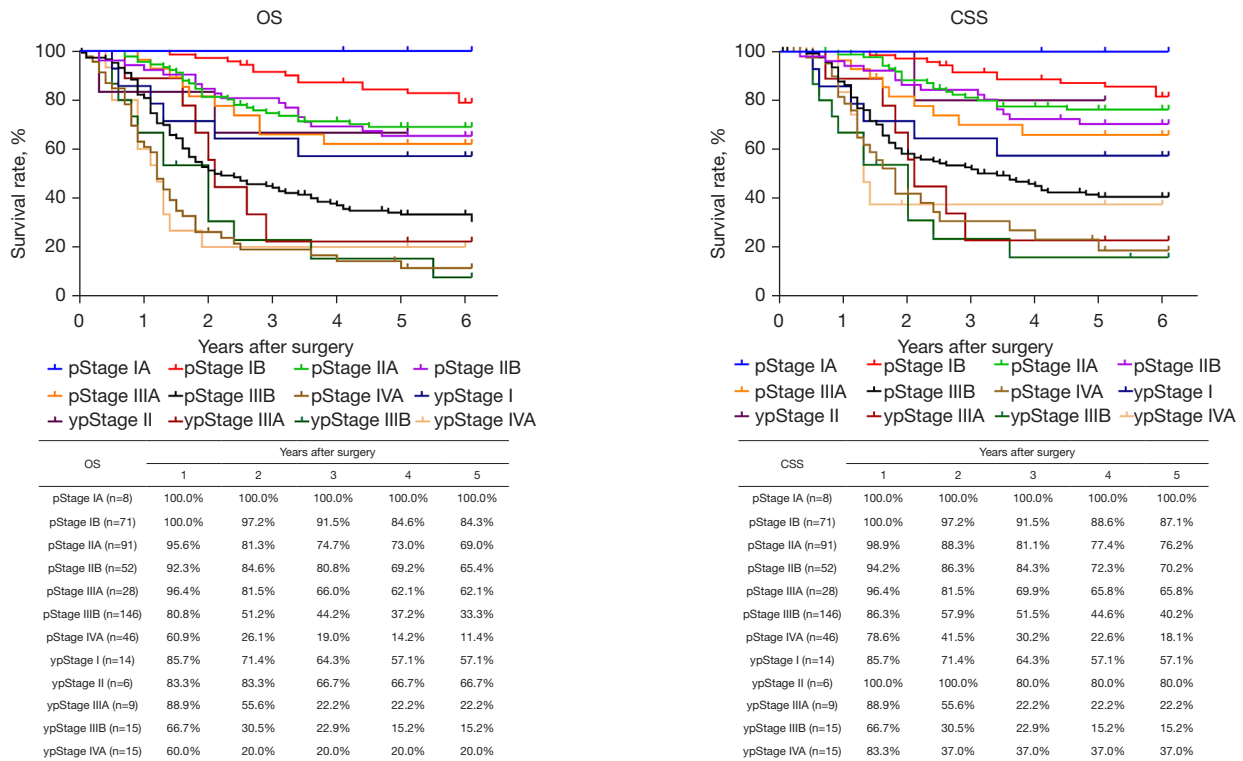 OS
100
80
60
40
20
0
Survival rate, %
0 1 2 3 4 5 6
Years after surgery
pStage IA pStage IB pStage IIA pStage IIB
pStage IIIA pStage IIIB pStage IVA ypStage I
ypStage II ypStage IIIA ypStage IIIB ypStage IVA
OS Years after surgery
1 2 3 4 5
pStage IA (n=8) 100.0% 100.0% 100.0% 100.0% 100.0%
pStage IB (n=71) 100.0% 97.2% 91.5% 84.6% 84.3%
pStage IIA (n=91) 95.6% 81.3% 74.7% 73.0% 69.0%
pStage IIB (n=52) 92.3% 84.6% 80.8% 69.2% 65.4%
pStage IIIA (n=28) 96.4% 81.5% 66.0% 62.1% 62.1%
pStage IIIB (n=146) 80.8% 51.2% 44.2% 37.2% 33.3%
pStage IVA (n=46) 60.9% 26.1% 19.0% 14.2% 11.4%
ypStage I (n=14) 85.7% 71.4% 64.3% 57.1% 57.1%
ypStage II (n=6) 83.3% 83.3% 66.7% 66.7% 66.7%
ypStage IIIA (n=9) 88.9% 55.6% 22.2% 22.2% 22.2%
ypStage IIIB (n=15) 66.7% 30.5% 22.9% 15.2% 15.2%
ypStage IVA (n=15) 60.0% 20.0% 20.0% 20.0% 20.0%
CSS
100
80
60
40
20
0
Survival rate, %
0 1 2 3 4 5 6
Years after surgery
pStage IA pStage IB pStage IIA pStage IIB
pStage IIIA pStage IIIB pStage IVA ypStage I
ypStage II ypStage IIIA ypStage IIIB ypStage IVA
CSS Years after surgery
1 2 3 4 5
pStage IA (n=8) 100.0% 100.0% 100.0% 100.0% 100.0%
pStage IB (n=71) 100.0% 97.2% 91.5% 88.6% 87.1%
pStage IIA (n=91) 98.9% 88.3% 81.1% 77.4% 76.2%
pStage IIB (n=52) 94.2% 86.3% 84.3% 72.3% 70.2%
pStage IIIA (n=28) 96.4% 81.5% 69.9% 65.8% 65.8%
pStage IIIB (n=146) 86.3% 57.9% 51.5% 44.6% 40.2%
pStage IVA (n=46) 78.6% 41.5% 30.2% 22.6% 18.1%
ypStage I (n=14) 85.7% 71.4% 64.3% 57.1% 57.1%
ypStage II (n=6) 100.0% 100.0% 80.0% 80.0% 80.0%
ypStage IIIA (n=9) 88.9% 55.6% 22.2% 22.2% 22.2%
ypStage IIIB (n=15) 66.7% 30.5% 22.9% 15.2% 15.2%
ypStage IVA (n=15) 83.3% 37.0% 37.0% 37.0% 37.0%